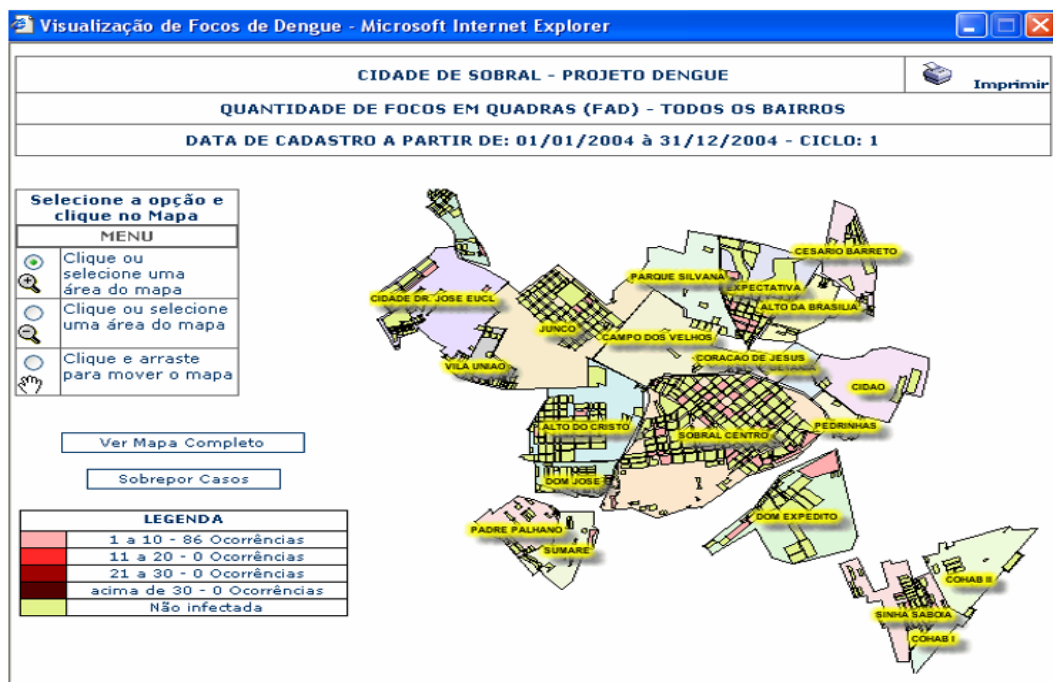 Visualização de Focos de Dengue - Microsoft Internet Explorer
CIDADE DE SOBRAL - PROJETO DENGUE
Imprimir
QUANTIDADE DE FOCOS EM QUADRAS (FAD) - TODOS OS BAIRROS
DATA DE CADASTRO A PARTIR DE: 01/01/2004 à 31/12/2004 - CICLO: 1
Selecione a opção e
clique no Mapa
MENU
Clique ou
selecione uma
área do mapa
Clique ou selecione
uma área do mapa
Clique e arraste
para mover o mapa
Ver Mapa Completo
Sobrepor Casos
LEGENDA
1 a 10 - 86 Ocorrências
11 a 20 - 0 Ocorrências
21 a 30 - 0 Ocorrências
acima de 30 - 0 Ocorrências
Não infectada
CESARIO BARRETO
PARQUE SILVANA
EXPECTATIVA
CIDADE DR. JOSE EUCL
ALTO DA BRASILIA
JUNCO
CAMPO DOS VELHOS
CORACAO DE JESUS
VILA UNIAO
CIDAO
ALTO DO CRISTO
SOBRAL CENTRO
PEDRINHAS
DOM JOSE
DOM EXPEDITO
PADRE PALHANO
SUMARE
COHAB II
SINHA SABOIA
COHAB I